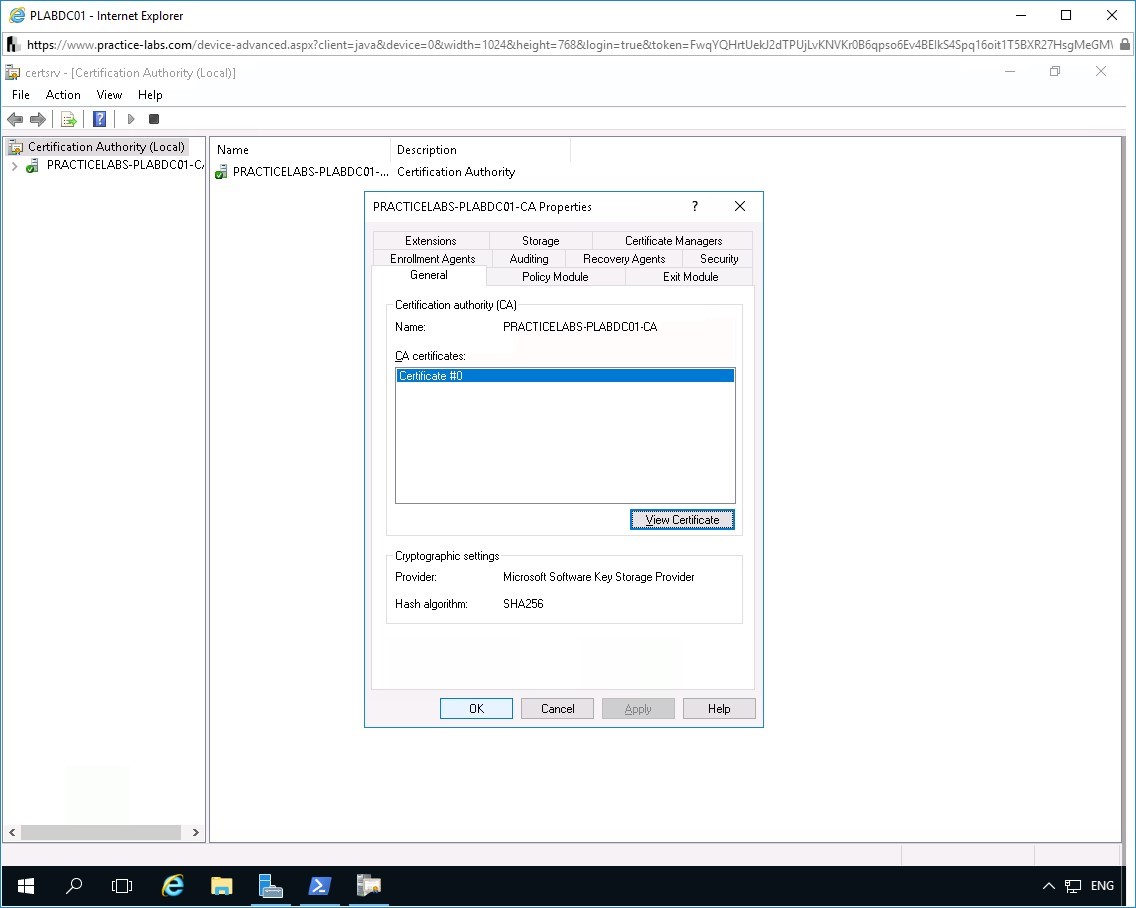 PLABDC01 - Internet Explorer
https://www.practice-labs.com/device-advanced.aspx?client=java&device=0&width=1024&height=768&login=true&token=
certsrv - [Certification Authority (Local)]
File Action View Help
Certification Authority (Local)
PRACTICELABS-PLABDC01-CA
Name Description
PRACTICELABS-PLABDC01-... Certification Authority
PRACTICELABS-PLABDC01-CA Properties
Extensions Storage Certificate Managers
Enrollment Agents Auditing Recovery Agents Security
General Policy Module Exit Module
Certification authority (CA)
Name: PRACTICELABS-PLABDC01-CA
CA certificates:
Certificate #0
View Certificate
Cryptographic settings
Provider: Microsoft Software Key Storage Provider
Hash algorithm: SHA256
OK Cancel Apply Help
ENG